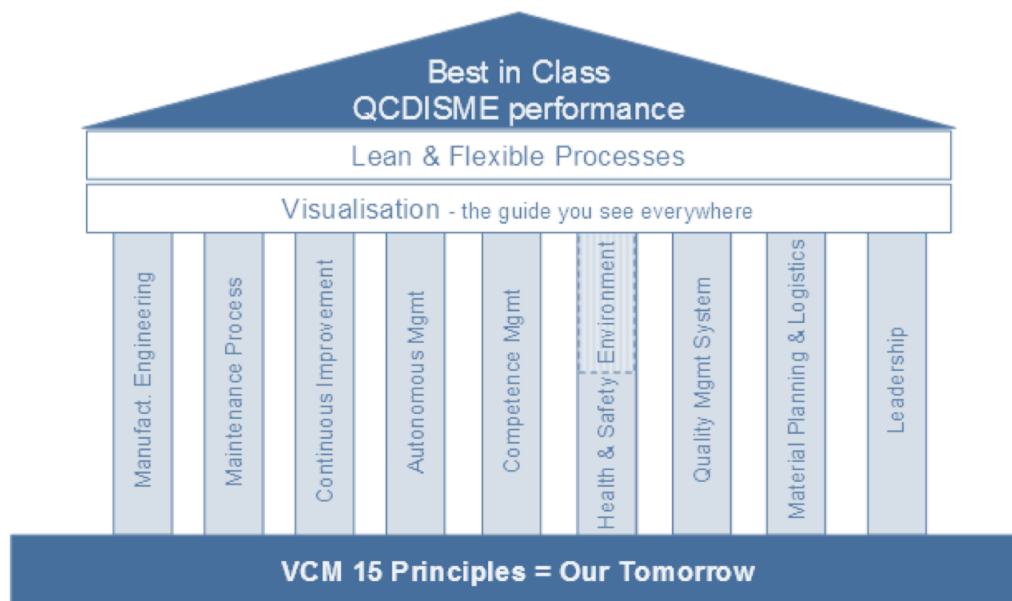 Best in Class
QCDISME performance
Lean & Flexible Processes
Visualisation - the guide you see everywhere
Manufact. Engineering
Maintenance Process
Continuous Improvement
Autonomous Mgmt
Competence Mgmt
Health & Safety Environment
Quality Mgmt System
Material Planning & Logistics
Leadership
VCM 15 Principles = Our Tomorrow